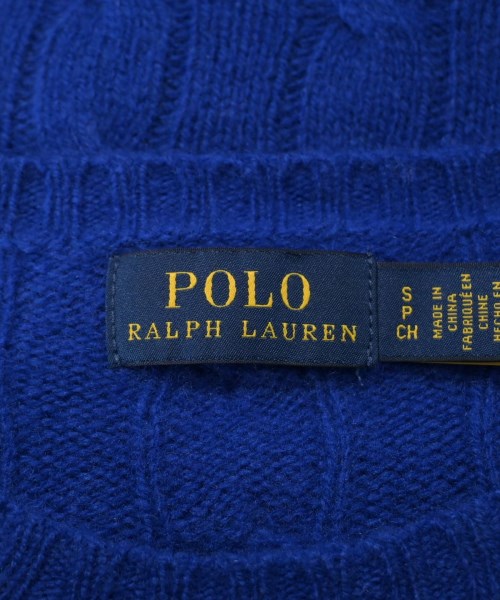 POLO
RALPH LAUREN
S
P
CH
MADE IN
CHINA
FABRIQUÉ EN
CHINE
HECHO EN